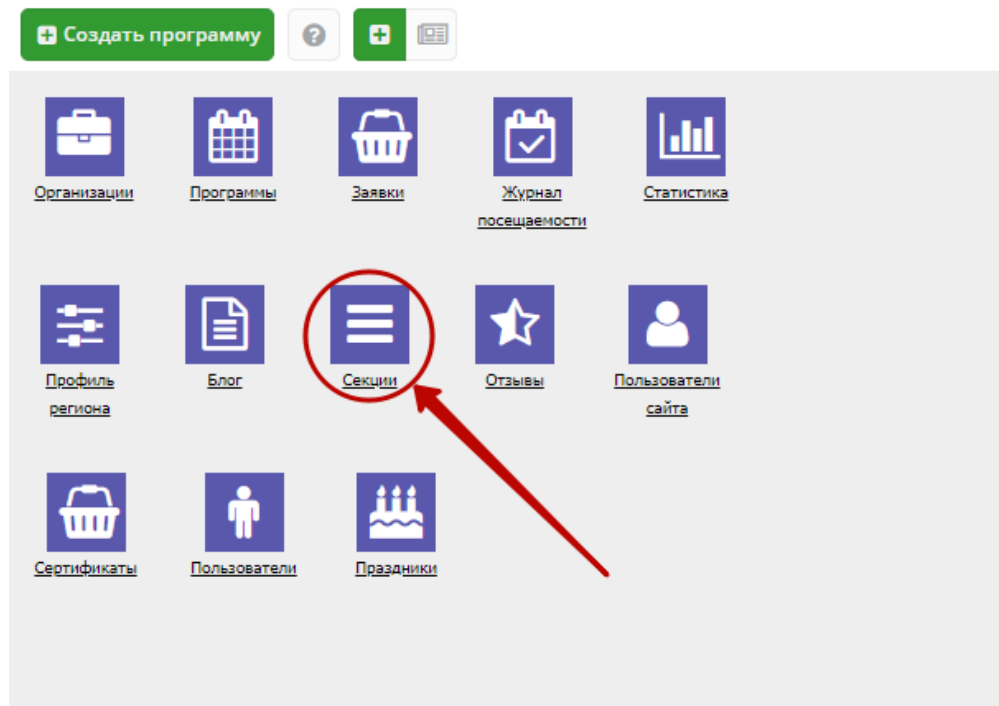 Создать программу
Организации
Программы
Заявки
Журнал
посещаемости
Статистика
Профиль
региона
Блог
Секции
Отзывы
Пользователи
сайта
Сертификаты
Пользователи
Праздники